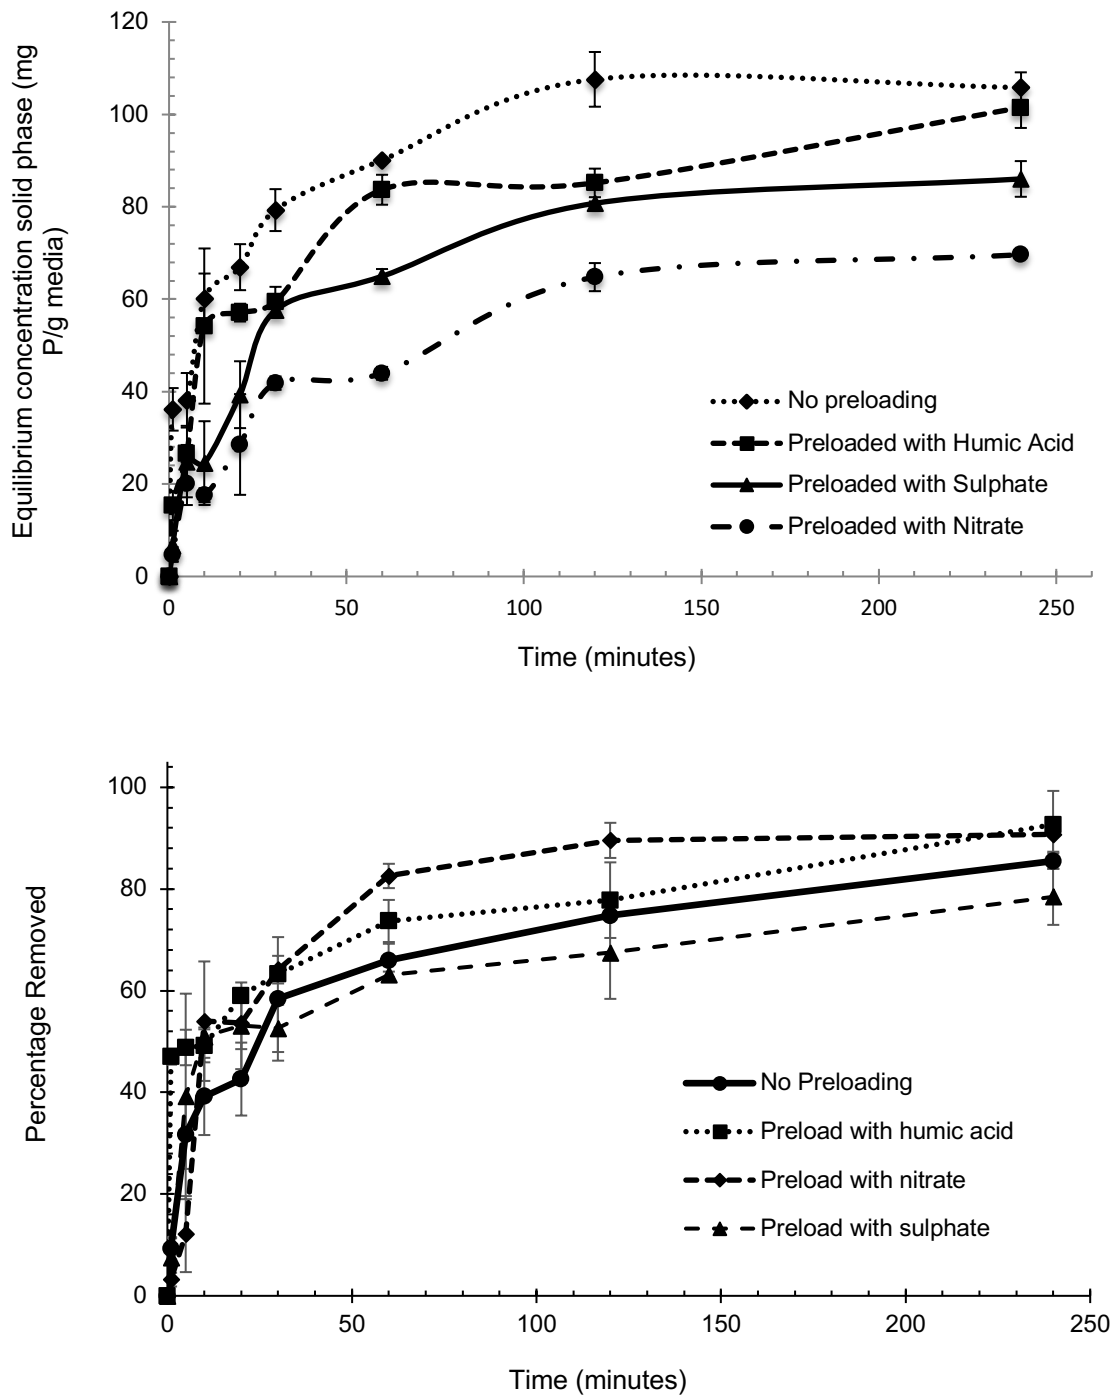 120
100
80
60
40
20
0
Equilibrium concentration solid phase (mg
P/g media)
No preloading
Preloaded with Humic Acid
Preloaded with Sulphate
Preloaded with Nitrate
0
50
100
150
200
250
Time (minutes)
100
80
60
40
20
0
Percentage Removed
No Preloading
Preload with humic acid
Preload with nitrate
Preload with sulphate
0
50
100
150
200
250
Time (minutes)